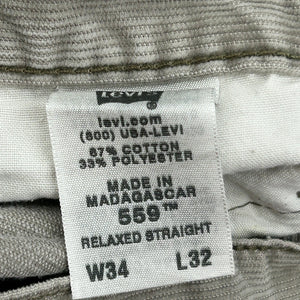 Levi's
levi.com
(800) USA-LEVI
67% COTTON
33% POLYESTER
MADE IN
MADAGASCAR
559™
RELAXED STRAIGHT
W34 L32